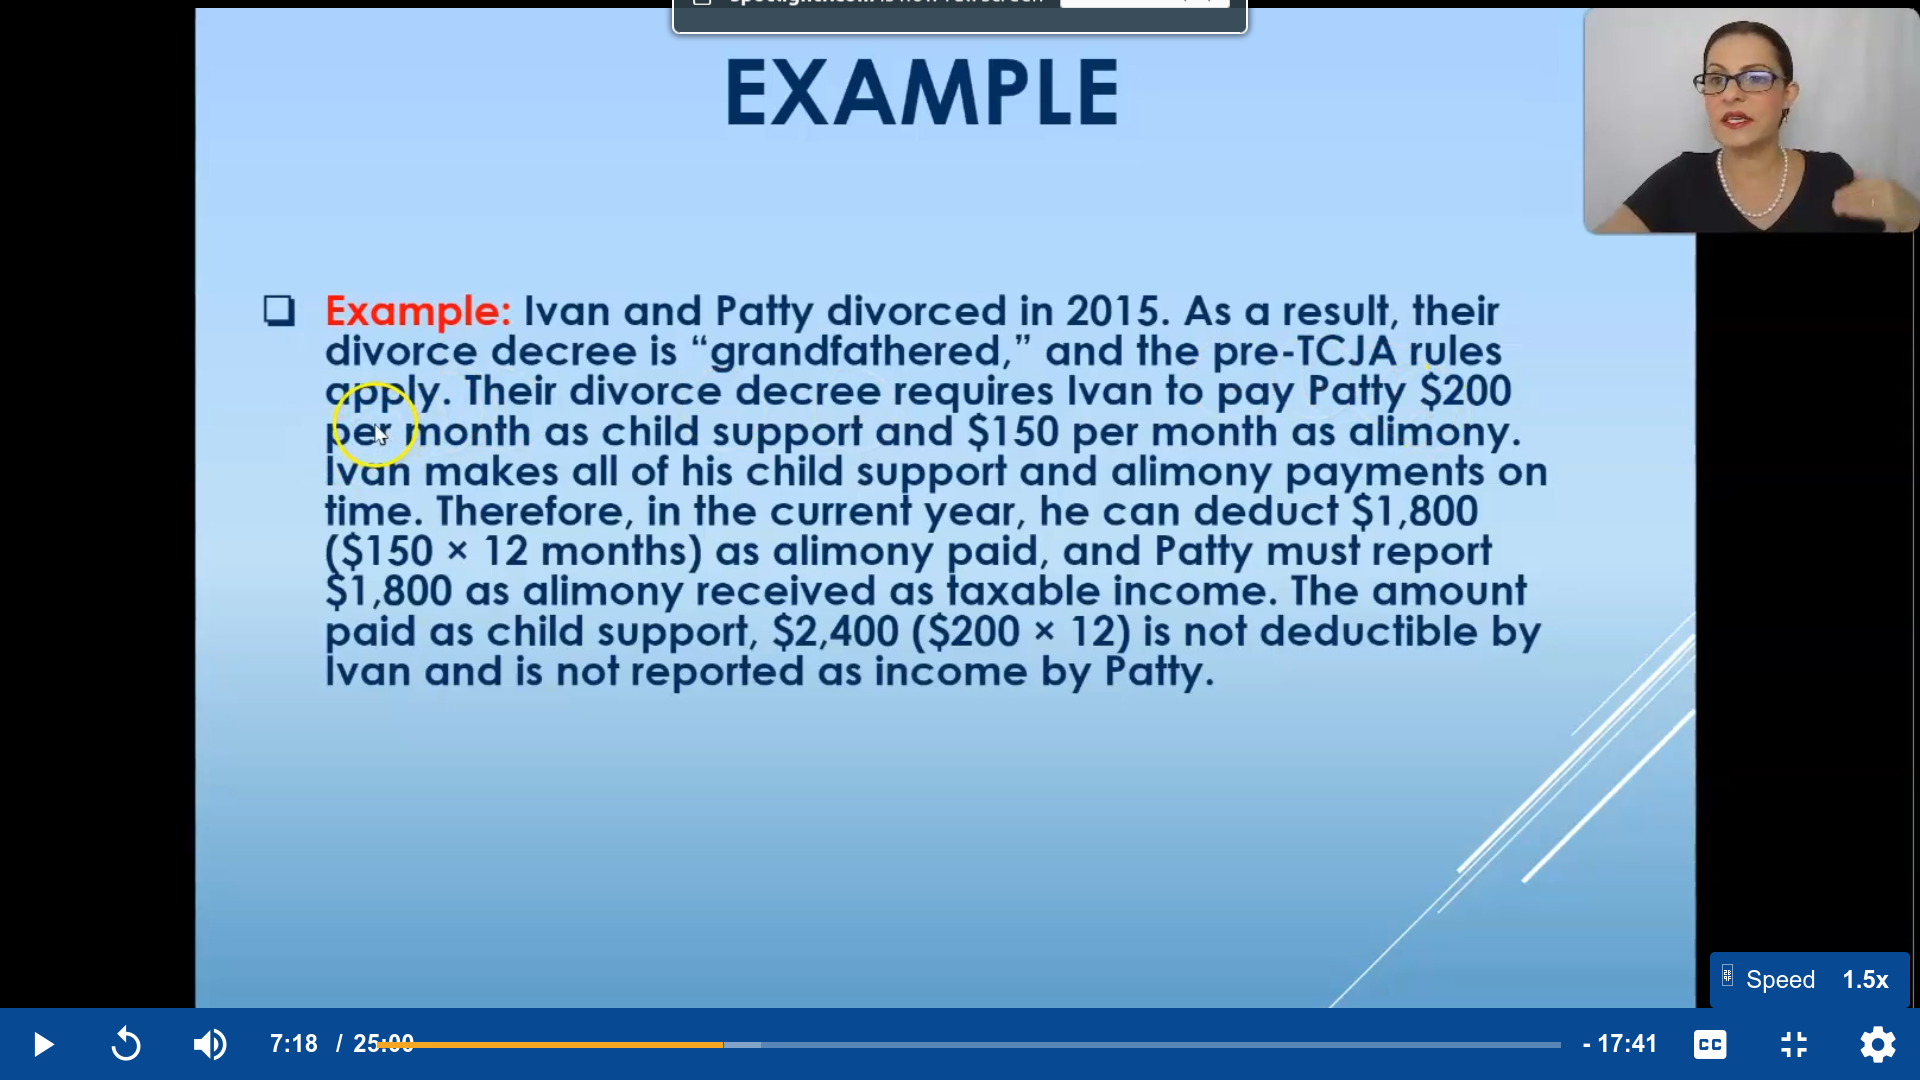 EXAMPLE
❑ Example: Ivan and Patty divorced in 2015. As a result, their
divorce decree is “grandfathered,” and the pre-TCJA rules
apply. Their divorce decree requires Ivan to pay Patty $200
per month as child support and $150 per month as alimony.
Ivan makes all of his child support and alimony payments on
time. Therefore, in the current year, he can deduct $1,800
($150 × 12 months) as alimony paid, and Patty must report
$1,800 as alimony received as taxable income. The amount
paid as child support, $2,400 ($200 × 12) is not deductible by
Ivan and is not reported as income by Patty.
Speed 1.5x
7:18 / 25:00
- 17:41
CC